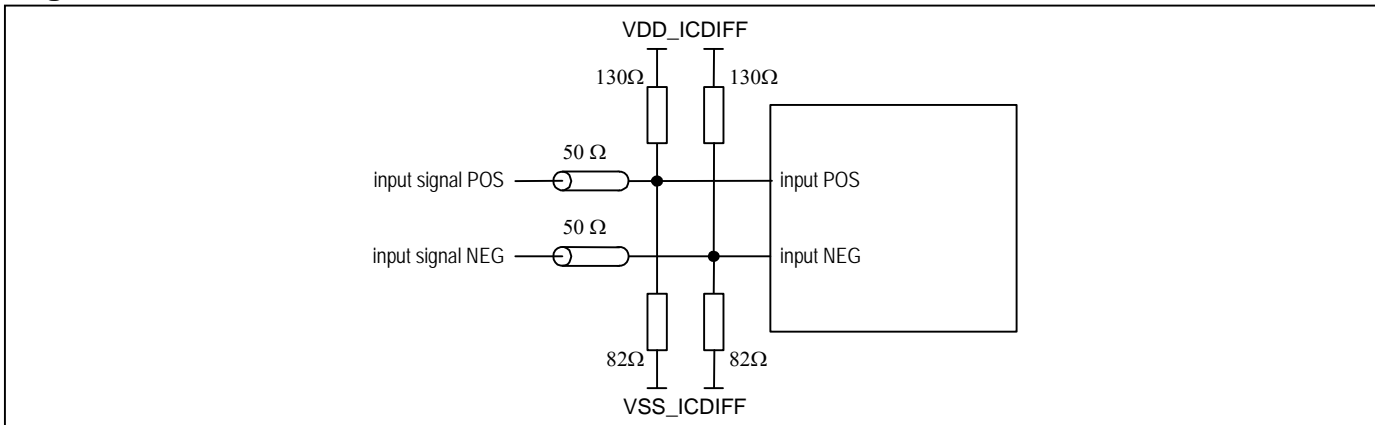 VDD_ICDIFF
130Ω 130Ω
50 Ω
input signal POS input POS
50 Ω
input signal NEG input NEG
82Ω 82Ω
VSS_ICDIFF